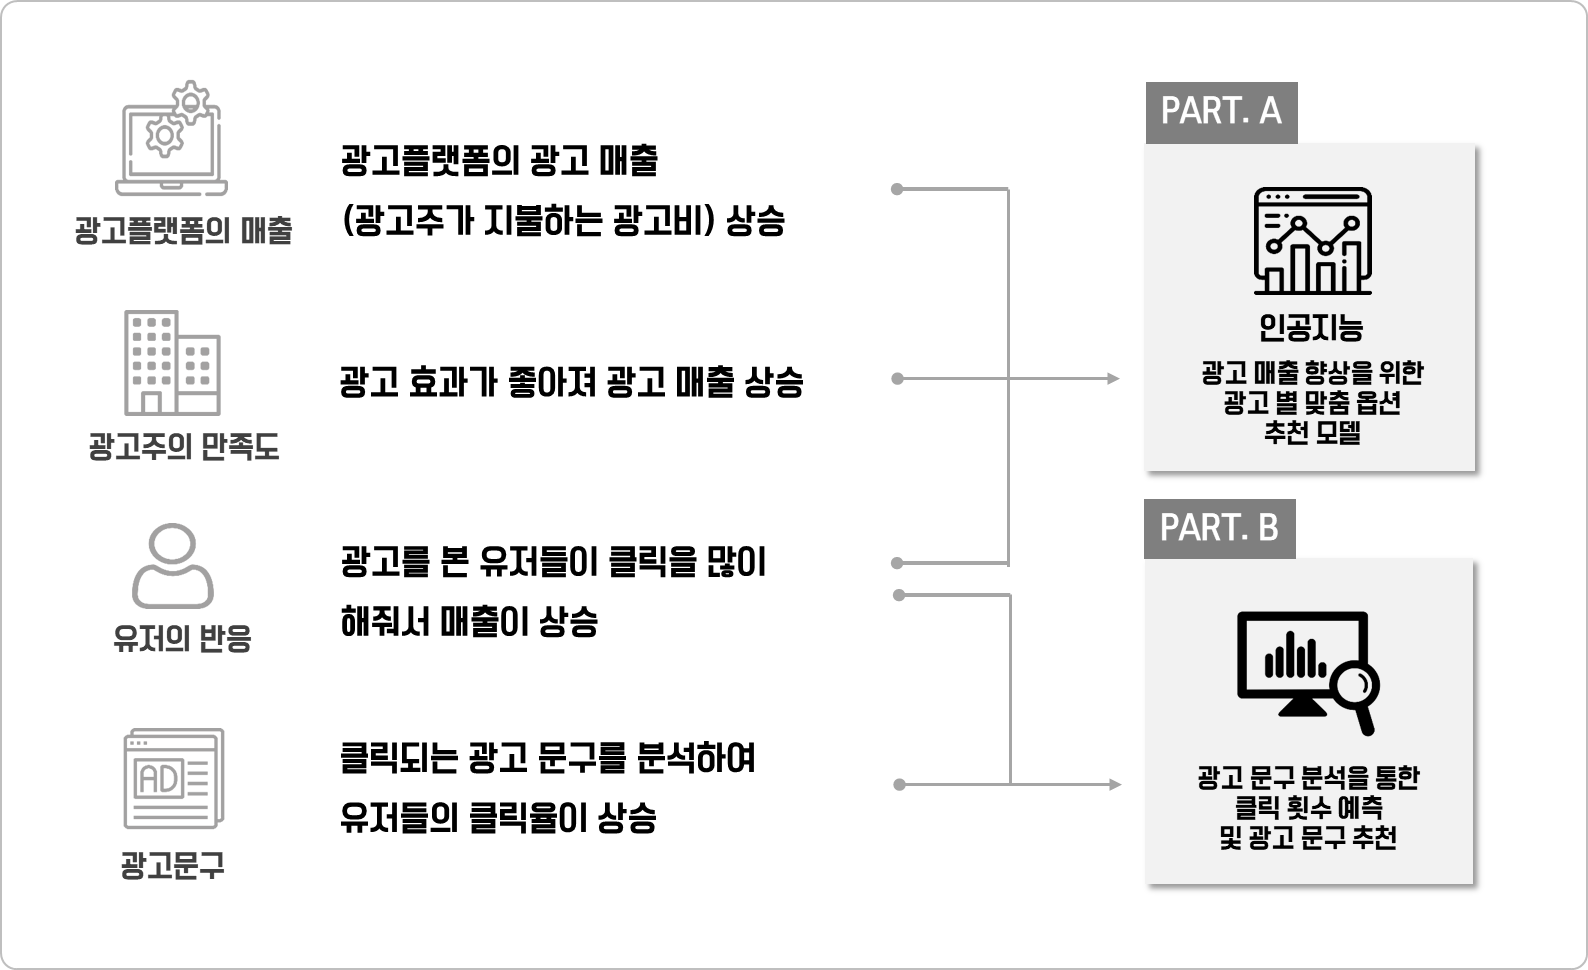 광고플랫폼의 매출
광고플랫폼의 광고 매출
(광고주가 지불하는 광고비) 상승
광고주의 만족도
광고 효과가 좋아져 광고 매출 상승
유저의 반응
광고를 본 유저들이 클릭을 많이
해줘서 매출이 상승
AD
광고문구
클릭되는 광고 문구를 분석하여
유저들의 클릭율이 상승
PART. A
인공지능
광고 매출 향상을 위한
광고 별 맞춤 옵션
추천 모델
PART. B
광고 문구 분석을 통한
클릭 횟수 예측
및 광고 문구 추천